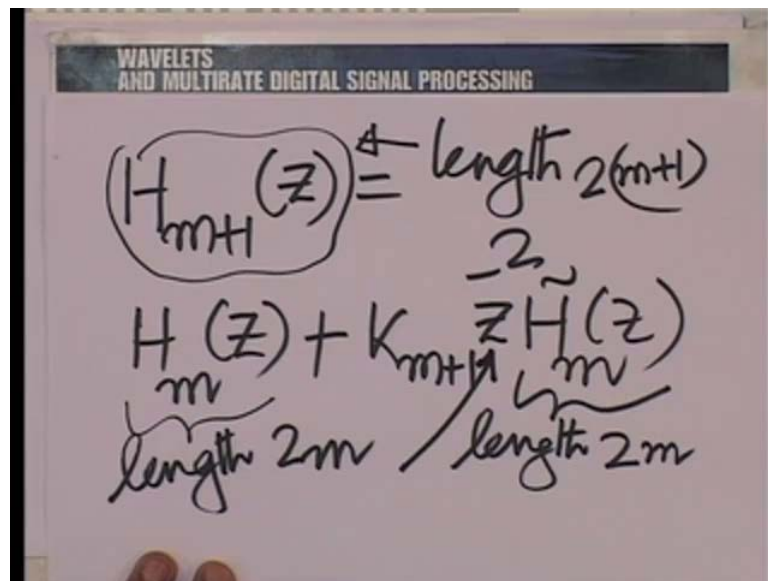 WAVELETS
AND MULTIRATE DIGITAL SIGNAL PROCESSING
H_{m+1}(Z) = ← length 2(m+1)
H_m(Z) + K_{m+1} z^{-2} H̃_m(Z)
length 2m length 2m